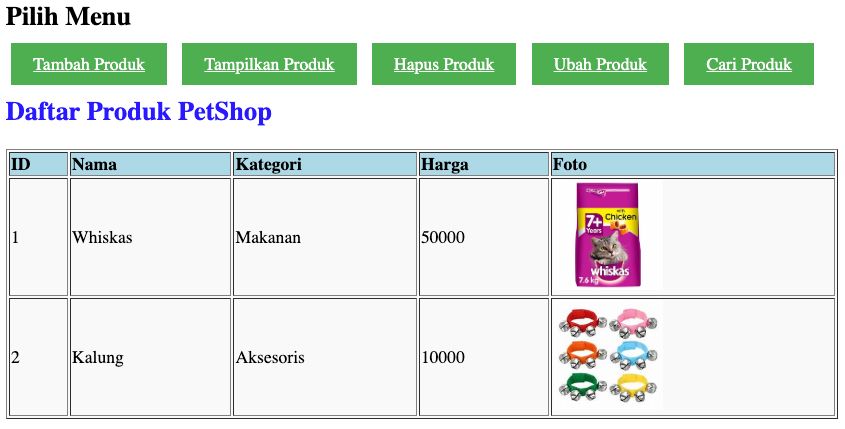 Pilih Menu
Tambah Produk Tampilkan Produk Hapus Produk Ubah Produk Cari Produk
Daftar Produk PetShop
ID Nama Kategori Harga Foto
1 Whiskas Makanan 50000
7+ Years
with Chicken
whiskas
7.6 kg
2 Kalung Aksesoris 10000